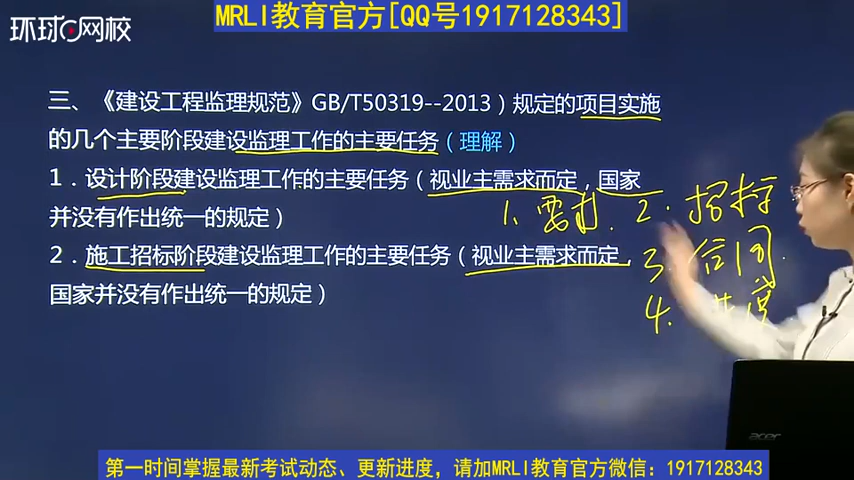 MRLI教育官方[QQ号1917128343]
环球网校
三、《建设工程监理规范》GB/T50319--2013）规定的项目实施
的几个主要阶段建设监理工作的主要任务（理解）
1．设计阶段建设监理工作的主要任务（视业主需求而定，国家
并没有作出统一的规定）
1、要求 2、招标
2．施工招标阶段建设监理工作的主要任务（视业主需求而定，
3、合同
国家并没有作出统一的规定）
4、
acer
第一时间掌握最新考试动态、更新进度，请加MRLI教育官方微信：1917128343